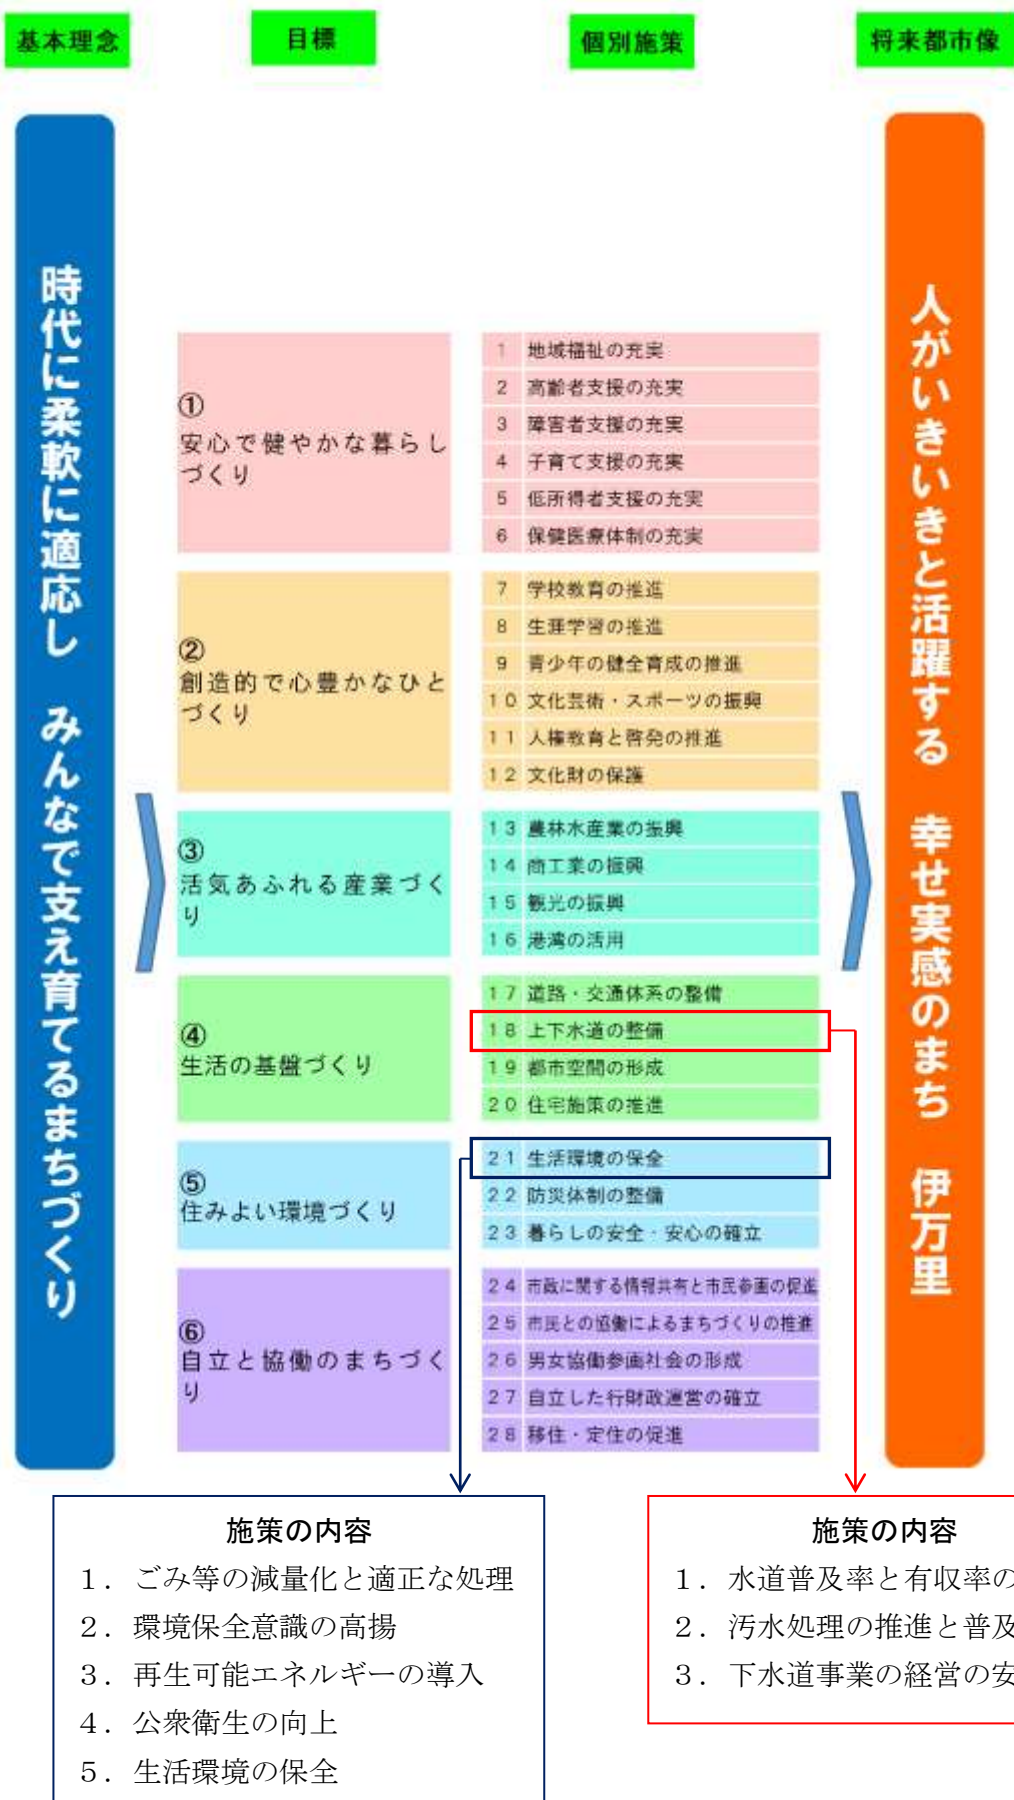 基本理念
目標
個別施策
将来都市像
時代に柔軟に適応し　みんなで支え育てるまちづくり
①
安心で健やかな暮らし
づくり
1 地域福祉の充実
2 高齢者支援の充実
3 障害者支援の充実
4 子育て支援の充実
5 低所得者支援の充実
6 保健医療体制の充実
②
創造的で心豊かなひと
づくり
7 学校教育の推進
8 生涯学習の推進
9 青少年の健全育成の推進
10 文化芸術・スポーツの振興
11 人権教育と啓発の推進
12 文化財の保護
③
活気あふれる産業づく
り
13 農林水産業の振興
14 商工業の振興
15 観光の振興
16 港湾の活用
④
生活の基盤づくり
17 道路・交通体系の整備
18 上下水道の整備
19 都市空間の形成
20 住宅施策の推進
⑤
住みよい環境づくり
21 生活環境の保全
22 防災体制の整備
23 暮らしの安全・安心の確立
⑥
自立と協働のまちづく
り
24 市政に関する情報共有と市民参画の促進
25 市民との協働によるまちづくりの推進
26 男女協働参画社会の形成
27 自立した行財政運営の確立
28 移住・定住の促進
人がいきいきと活躍する　幸せ実感のまち　伊万里
施策の内容
１．ごみ等の減量化と適正な処理
２．環境保全意識の高揚
３．再生可能エネルギーの導入
４．公衆衛生の向上
５．生活環境の保全
施策の内容
１．水道普及率と有収率の
２．汚水処理の推進と普及
３．下水道事業の経営の安